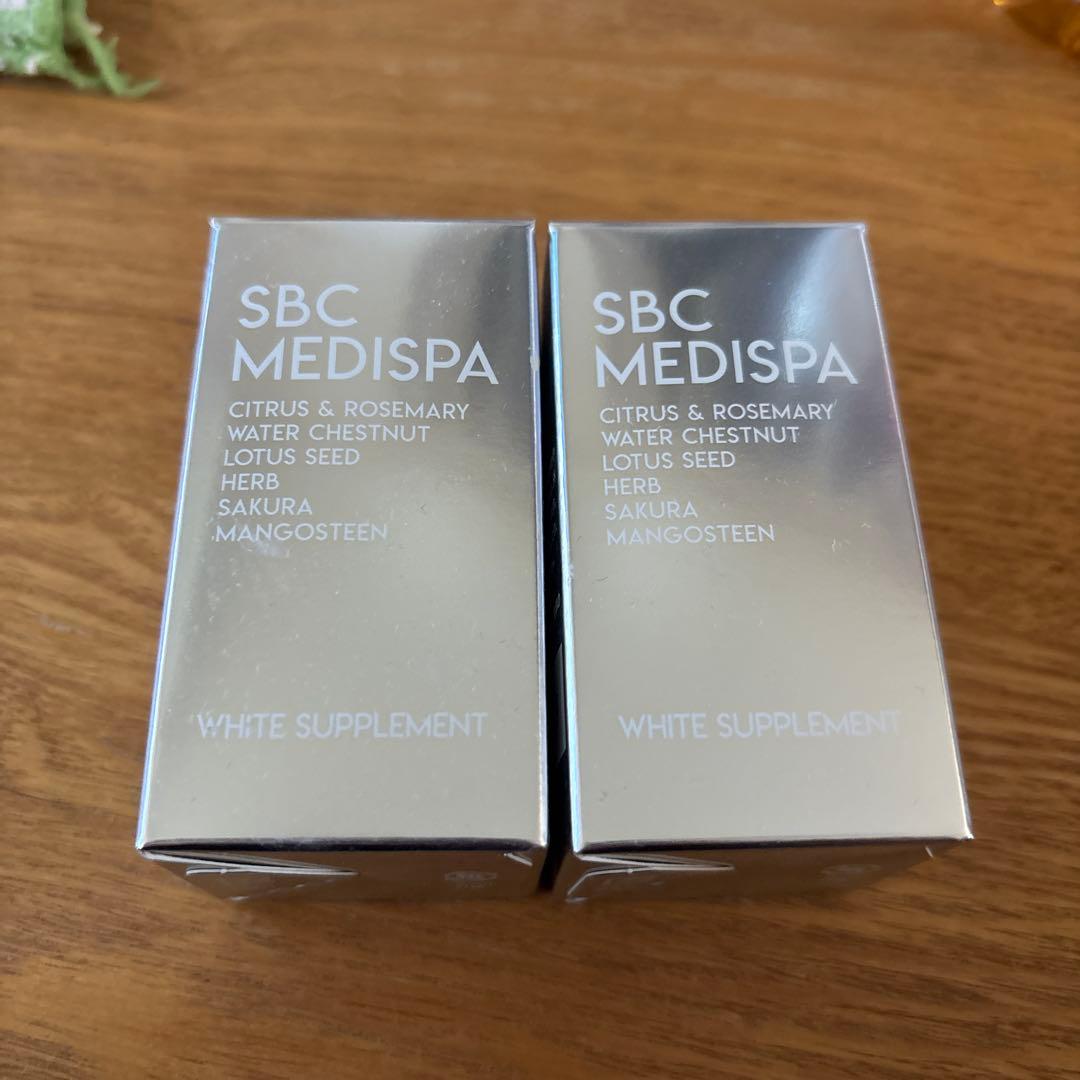 SBC
MEDISPA
CITRUS & ROSEMARY
WATER CHESTNUT
LOTUS SEED
HERB
SAKURA
MANGOSTEEN
WHITE SUPPLEMENT
SBC
MEDISPA
CITRUS & ROSEMARY
WATER CHESTNUT
LOTUS SEED
HERB
SAKURA
MANGOSTEEN
WHITE SUPPLEMENT